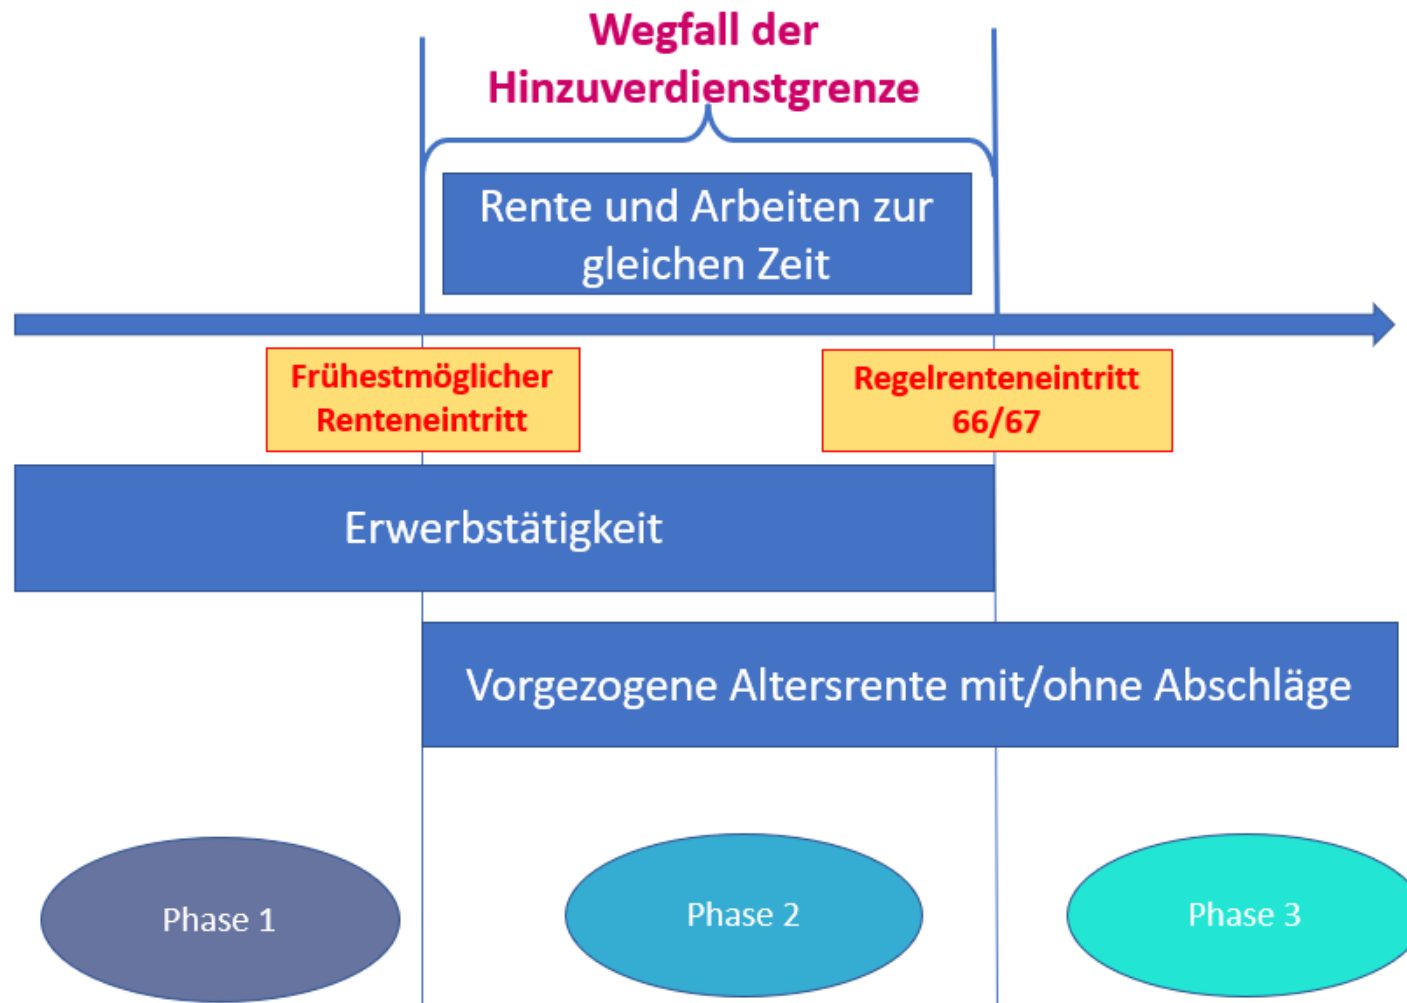 Wegfall der
Hinzuverdienstgrenze
Rente und Arbeiten zur
gleichen Zeit
Frühestmöglicher
Renteneintritt
Regelrenteneintritt
66/67
Erwerbstätigkeit
Vorgezogene Altersrente mit/ohne Abschläge
Phase 1
Phase 2
Phase 3